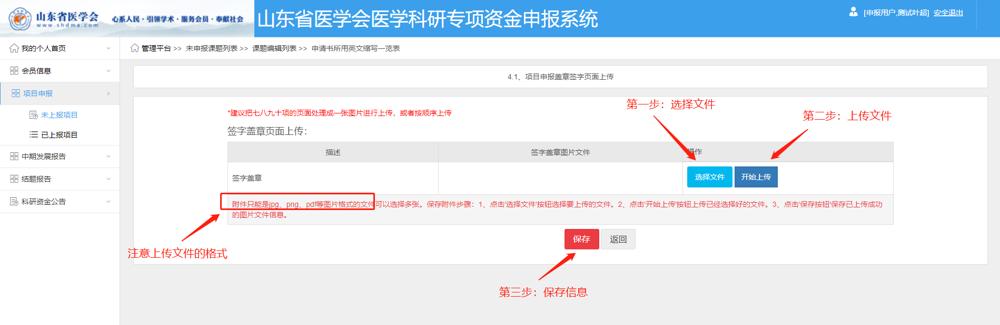 山东省医学会
www.shdma.com
心系人民·引领学术·服务会员·奉献社会
山东省医学会医学科研专项资金申报系统
[申报用户,测试叶超] 安全退出
我的个人首页
会员信息
项目申报
未上报项目
已上报项目
中期发展报告
结题报告
科研资金公告
管理平台 >> 未申报课题列表 >> 课题编辑列表 >> 申请书所用英文缩写一览表
4.1、项目申报盖章签字页面上传
第一步：选择文件
第二步：上传文件
*建议把七八九十项的页面处理成一张图片进行上传，或者按顺序上传
签字盖章页面上传：
描述 签字盖章图片文件 操作
签字盖章 选择文件 开始上传
附件只能是jpg、png、pdf等图片格式的文件可以选择多张。保存附件步骤：1、点击'选择文件'按钮选择要上传的文件。2、点击'开始上传'按钮上传已经选择好的文件。3、点击'保存按钮'保存已上传成功
的图片文件信息。
保存 返回
注意上传文件的格式
第三步：保存信息